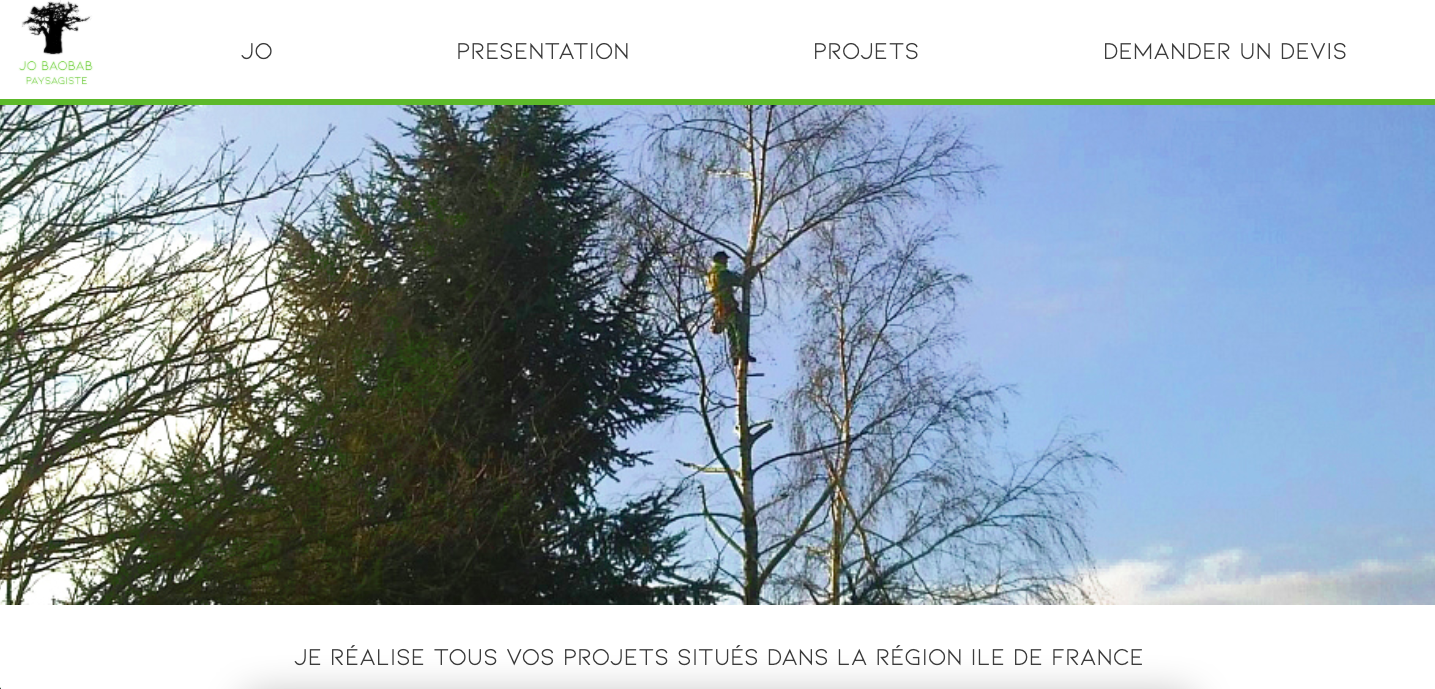 JO BAOBAB
PAYSAGISTE
JO
PRESENTATION
PROJETS
DEMANDER UN DEVIS
JE RÉALISE TOUS VOS PROJETS SITUÉS DANS LA RÉGION ILE DE FRANCE